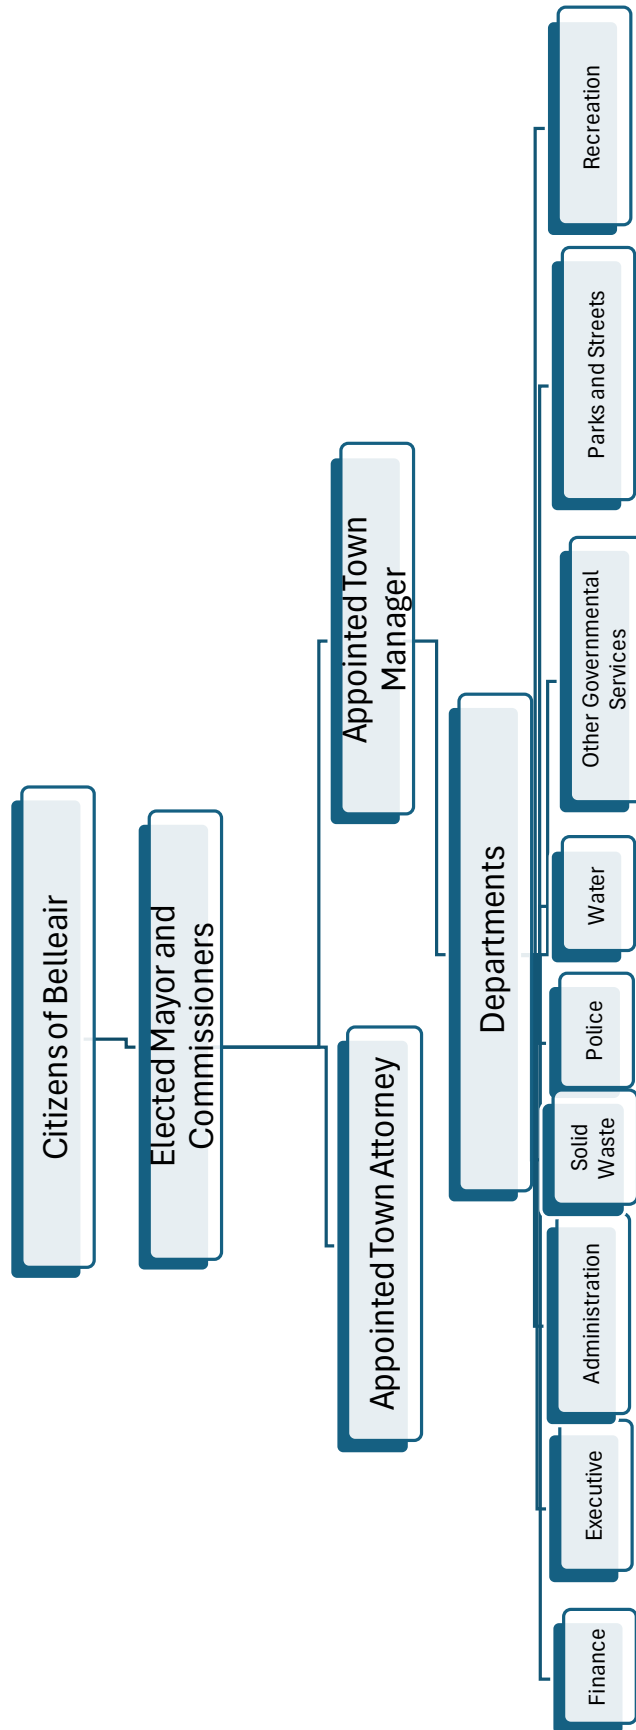 Citizens of Belleair
Elected Mayor and
Commissioners
Appointed Town Attorney
Appointed Town
Manager
Departments
Finance
Executive
Administration
Solid
Waste
Police
Water
Other Governmental
Services
Parks and Streets
Recreation